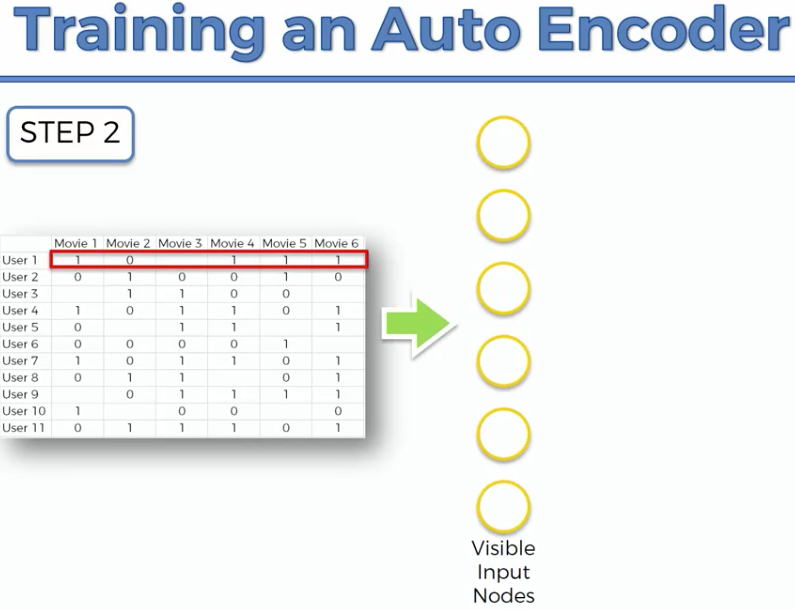 Training an Auto Encoder
STEP 2
Movie 1 Movie 2 Movie 3 Movie 4 Movie 5 Movie 6
User 1 1 0 1 1 1
User 2 0 1 0 0 1 0
User 3 1 1 0 0
User 4 1 0 1 1 0 1
User 5 0 1 1 1
User 6 0 0 0 0 1
User 7 1 0 1 1 0 1
User 8 0 1 1 0 1
User 9 0 1 1 1 1
User 10 1 0 0 0
User 11 0 1 1 1 0 1
Visible
Input
Nodes